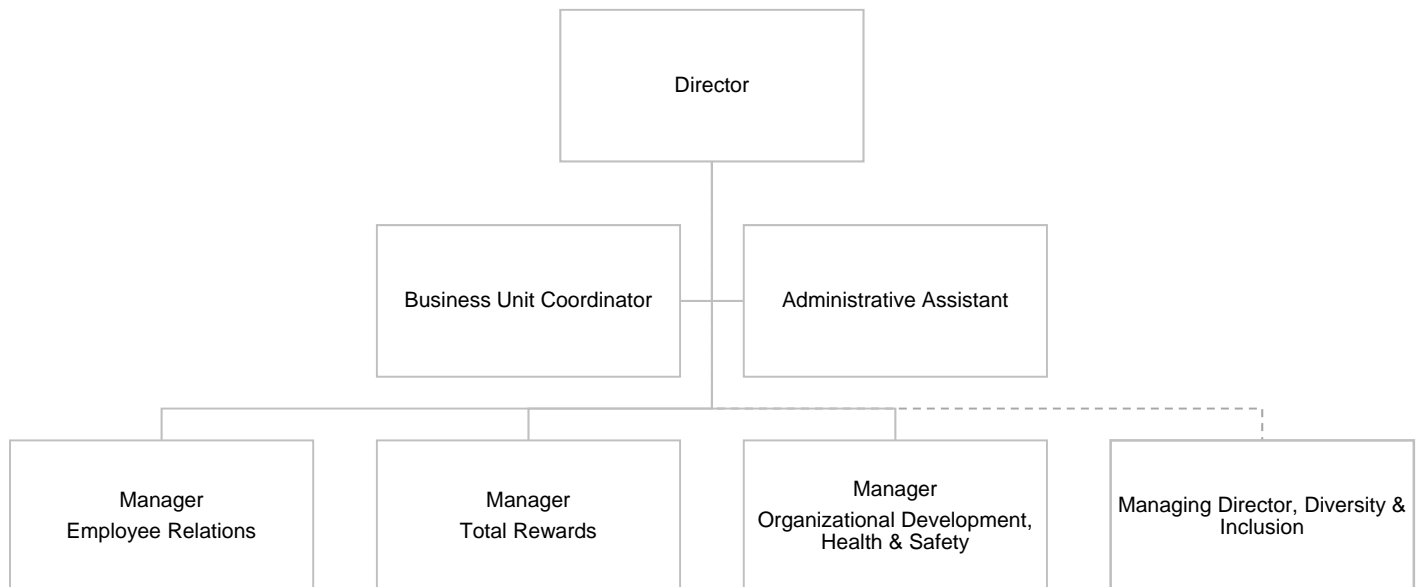 Director
Business Unit Coordinator
Administrative Assistant
Manager
Employee Relations
Manager
Total Rewards
Manager
Organizational Development,
Health & Safety
Managing Director, Diversity &
Inclusion